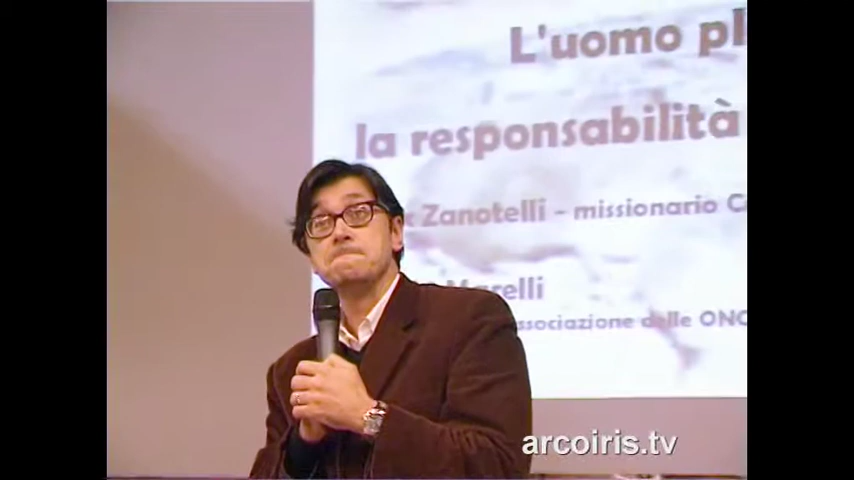 L'uomo pl
la responsabilità
x Zanotelli - missionario C
Marelli
ssociazione delle ONG
arcoiris.tv